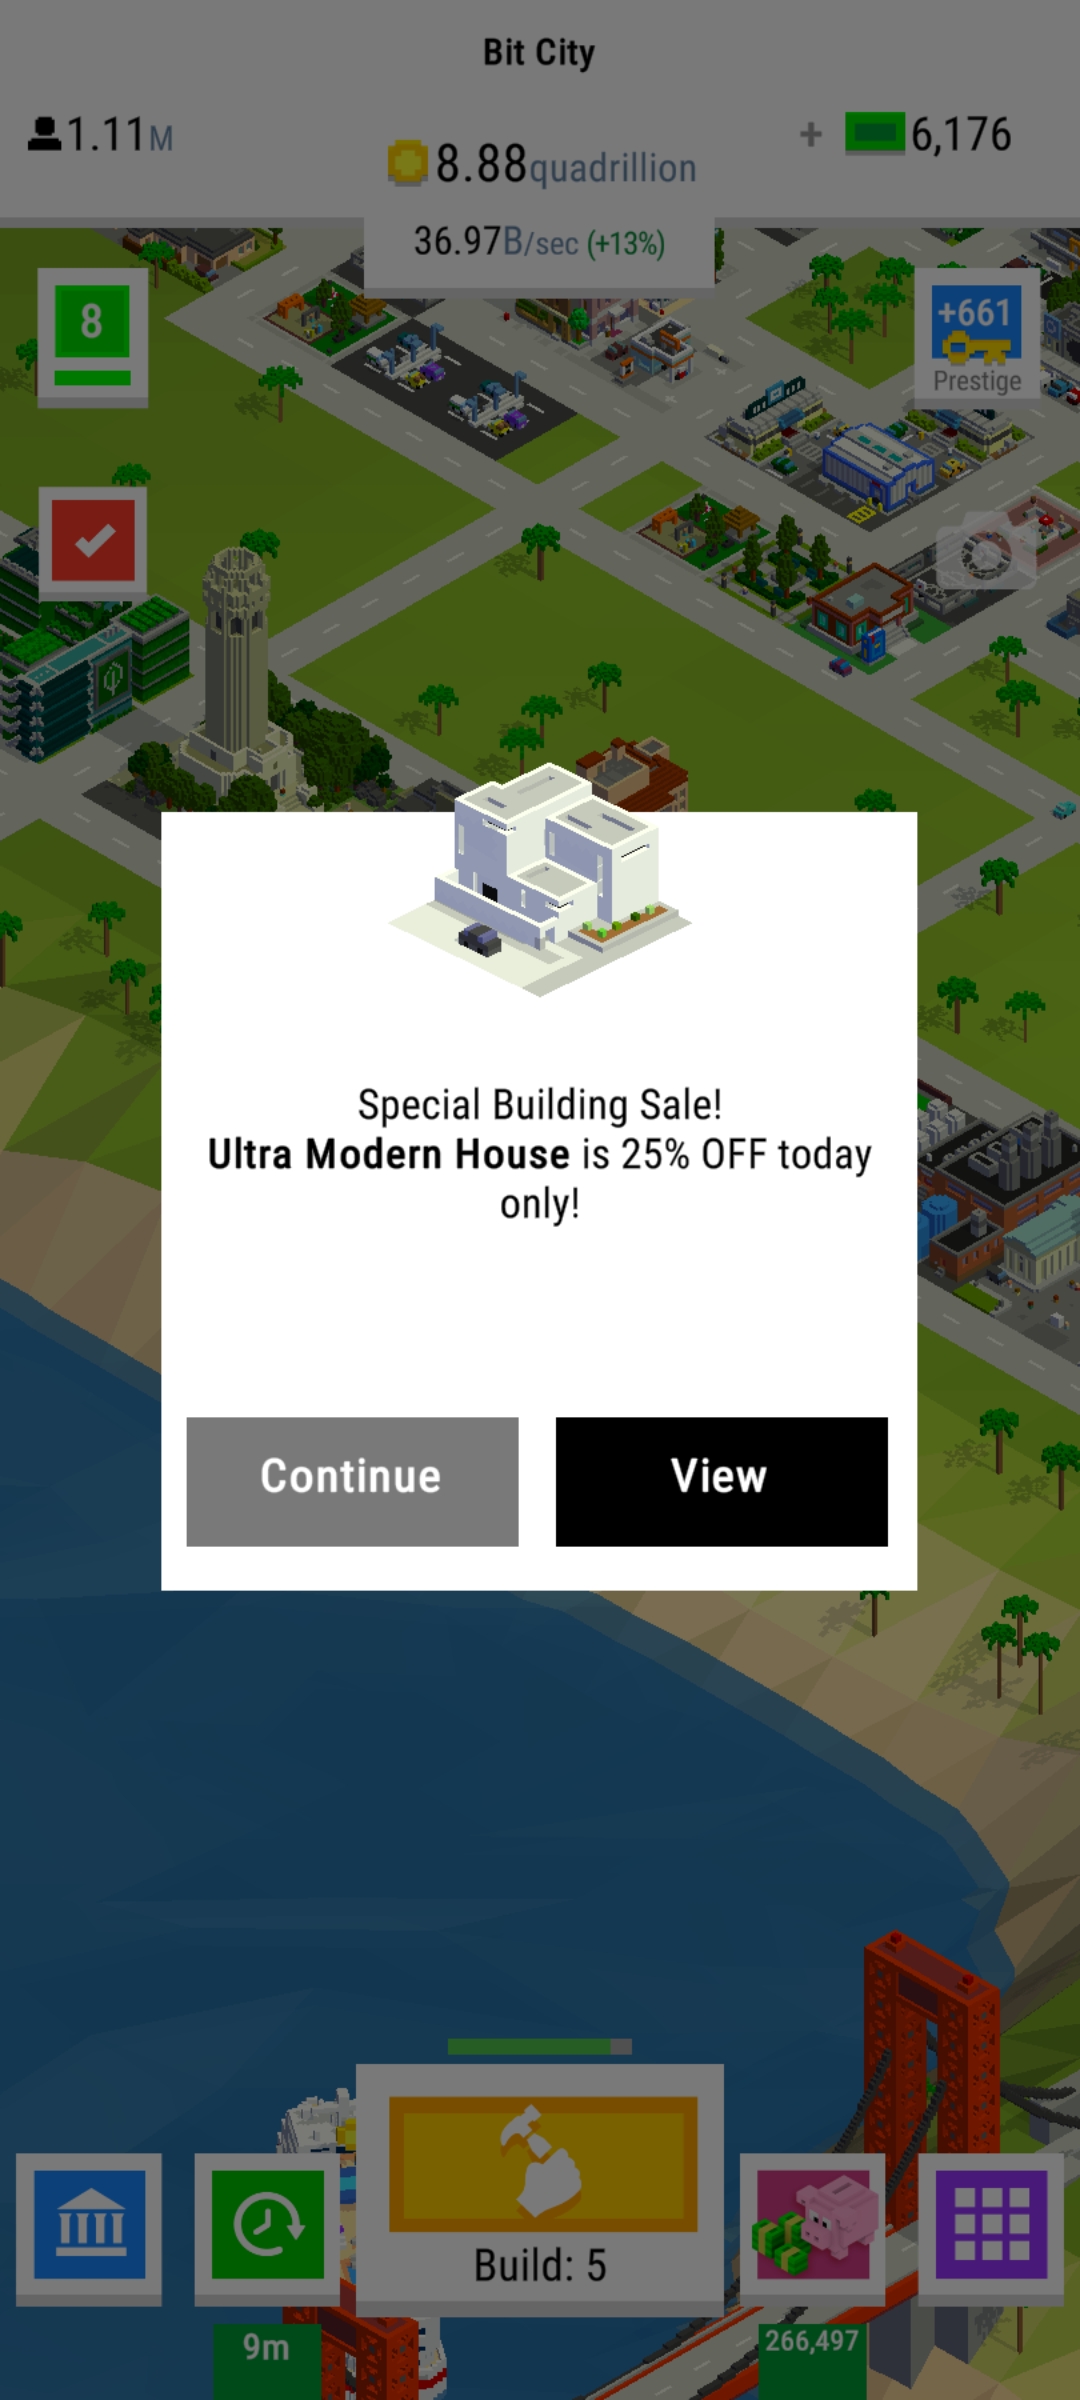 Bit City
1.11M
8.88quadrillion
+ 6,176
36.97B/sec (+13%)
8
+661
Prestige
Special Building Sale!
Ultra Modern House is 25% OFF today
only!
Continue
View
Build: 5
9m
266,497